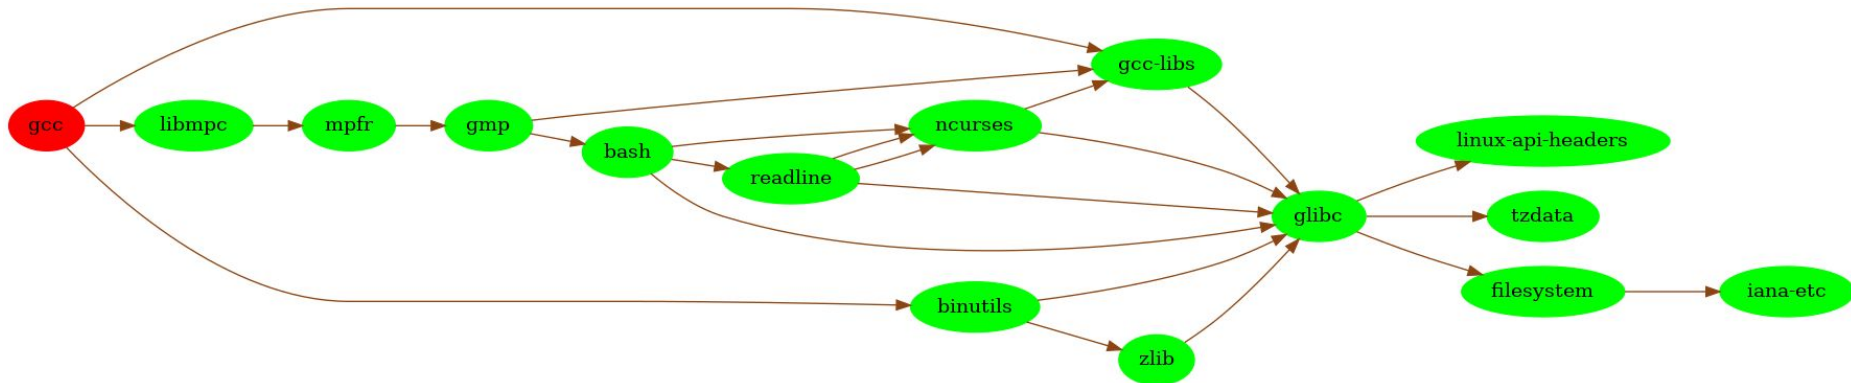 gcc
libmpc
mpfr
gmp
bash
readline
ncurses
gcc-libs
binutils
zlib
glibc
linux-api-headers
tzdata
filesystem
iana-etc